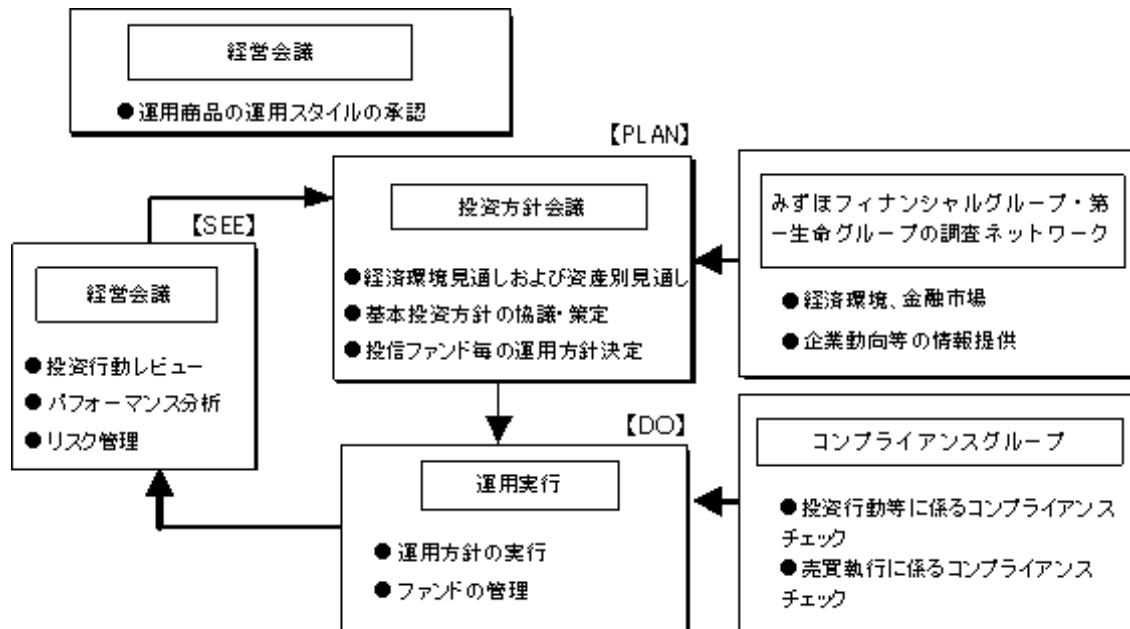 経営会議
●運用商品の運用スタイルの承認
【PLAN】
投資方針会議
●経済環境見通しおよび資産別見通し
●基本投資方針の協議・策定
●投信ファンド毎の運用方針決定
みずほフィナンシャルグループ・第
一生命グループの調査ネットワーク
●経済環境、金融市場
●企業動向等の情報提供
【SEE】
経営会議
●投資行動レビュー
●パフォーマンス分析
●リスク管理
【DO】
運用実行
●運用方針の実行
●ファンドの管理
コンプライアンスグループ
●投資行動等に係るコンプライアンス
チェック
●売買執行に係るコンプライアンス
チェック